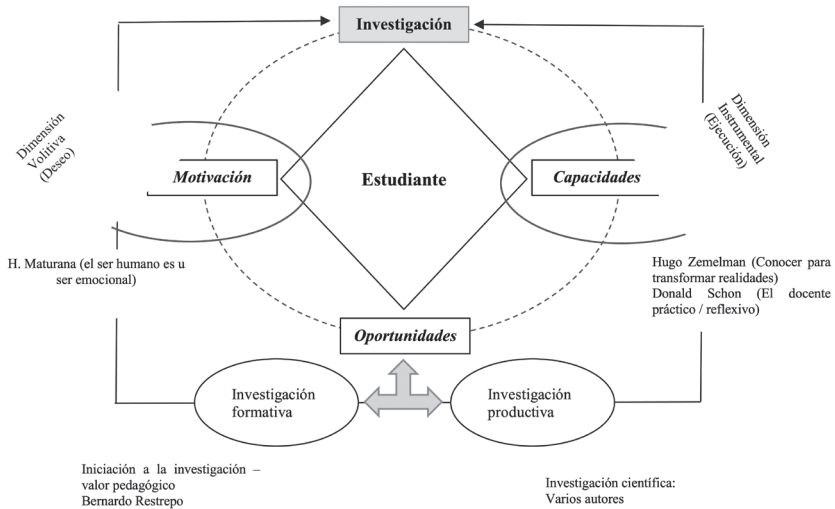 Investigación
Dimensión
Volitiva
(Deseo)
Dimensión
Instrumental
(Ejecución)
Motivación
Estudiante
Capacidades
H. Maturana (el ser humano es u
ser emocional)
Hugo Zemelman (Conocer para
transformar realidades)
Donald Schon (El docente
práctico / reflexivo)
Oportunidades
Investigación
formativa
Investigación
productiva
Iniciación a la investigación –
valor pedagógico
Bernardo Restrepo
Investigación científica:
Varios autores